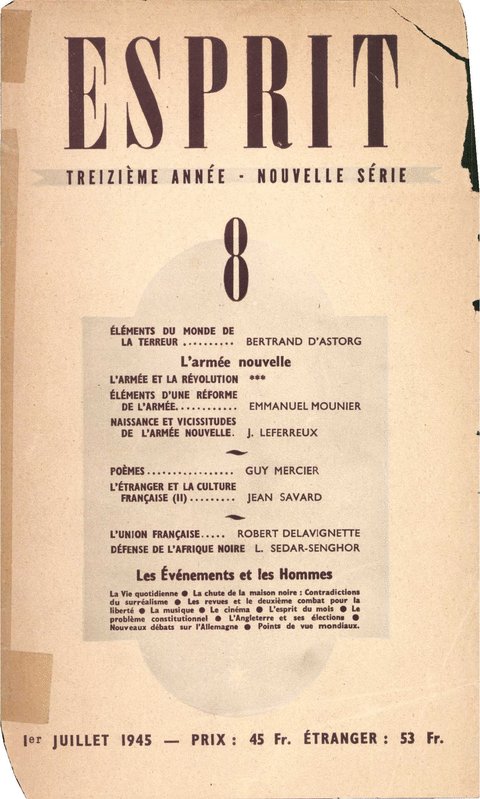 ESPRIT
TREIZIÈME ANNÉE - NOUVELLE SÉRIE
8
ÉLÉMENTS DU MONDE DE
LA TERREUR .......... BERTRAND D'ASTORG
L'armée nouvelle
L'ARMÉE ET LA RÉVOLUTION ***
ÉLÉMENTS D'UNE RÉFORME
DE L'ARMÉE............ EMMANUEL MOUNIER
NAISSANCE ET VICISSITUDES
DE L'ARMÉE NOUVELLE. J. LEFERREUX
POÈMES................. GUY MERCIER
L'ÉTRANGER ET LA CULTURE
FRANÇAISE (II)......... JEAN SAVARD
L'UNION FRANÇAISE..... ROBERT DELAVIGNETTE
DÉFENSE DE L'AFRIQUE NOIRE L. SEDAR-SENGHOR
Les Événements et les Hommes
La Vie quotidienne ● La chute de la maison noire : Contradictions
du surréalisme ● Les revues et le deuxième combat pour la
liberté ● La musique ● Le cinéma ● L'esprit du mois ● Le
problème constitutionnel ● L'Angleterre et ses élections ●
Nouveaux débats sur l'Allemagne ● Points de vue mondiaux.
1er JUILLET 1945 — PRIX : 45 Fr. ÉTRANGER : 53 Fr.